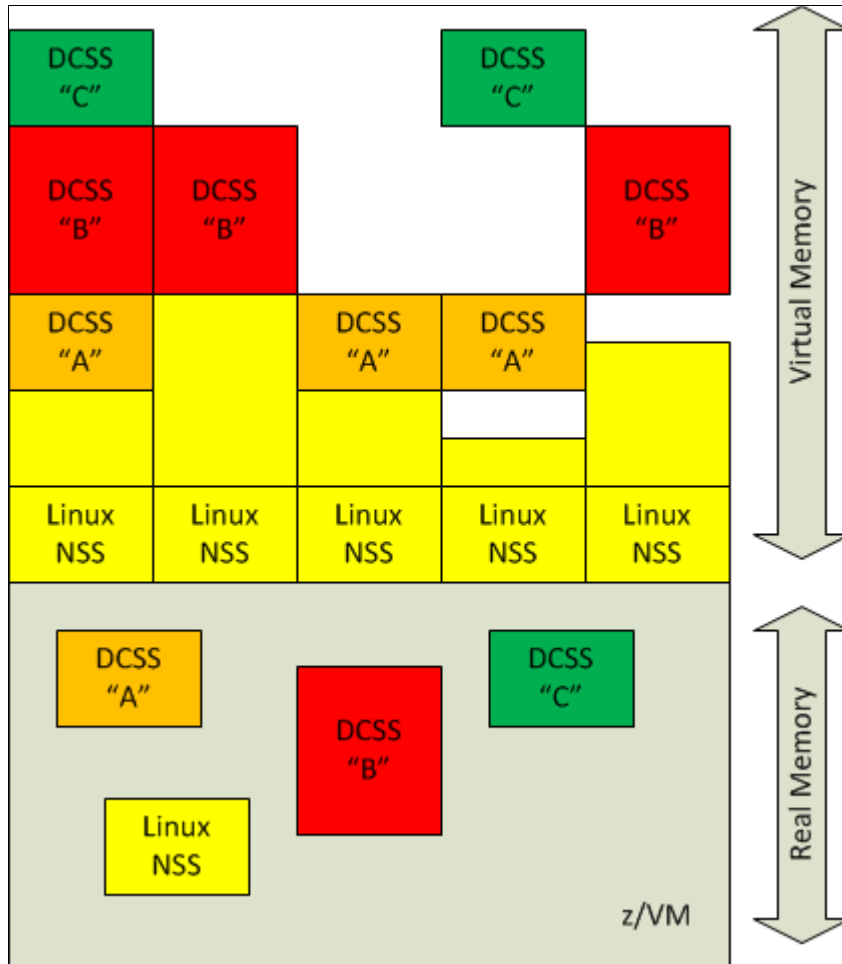 DCSS
“C”
DCSS
“C”
DCSS
“B”
DCSS
“B”
DCSS
“B”
DCSS
“A”
DCSS
“A”
DCSS
“A”
Linux
NSS
Linux
NSS
Linux
NSS
Linux
NSS
Linux
NSS
Virtual Memory
DCSS
“A”
DCSS
“B”
DCSS
“C”
Linux
NSS
z/VM
Real Memory